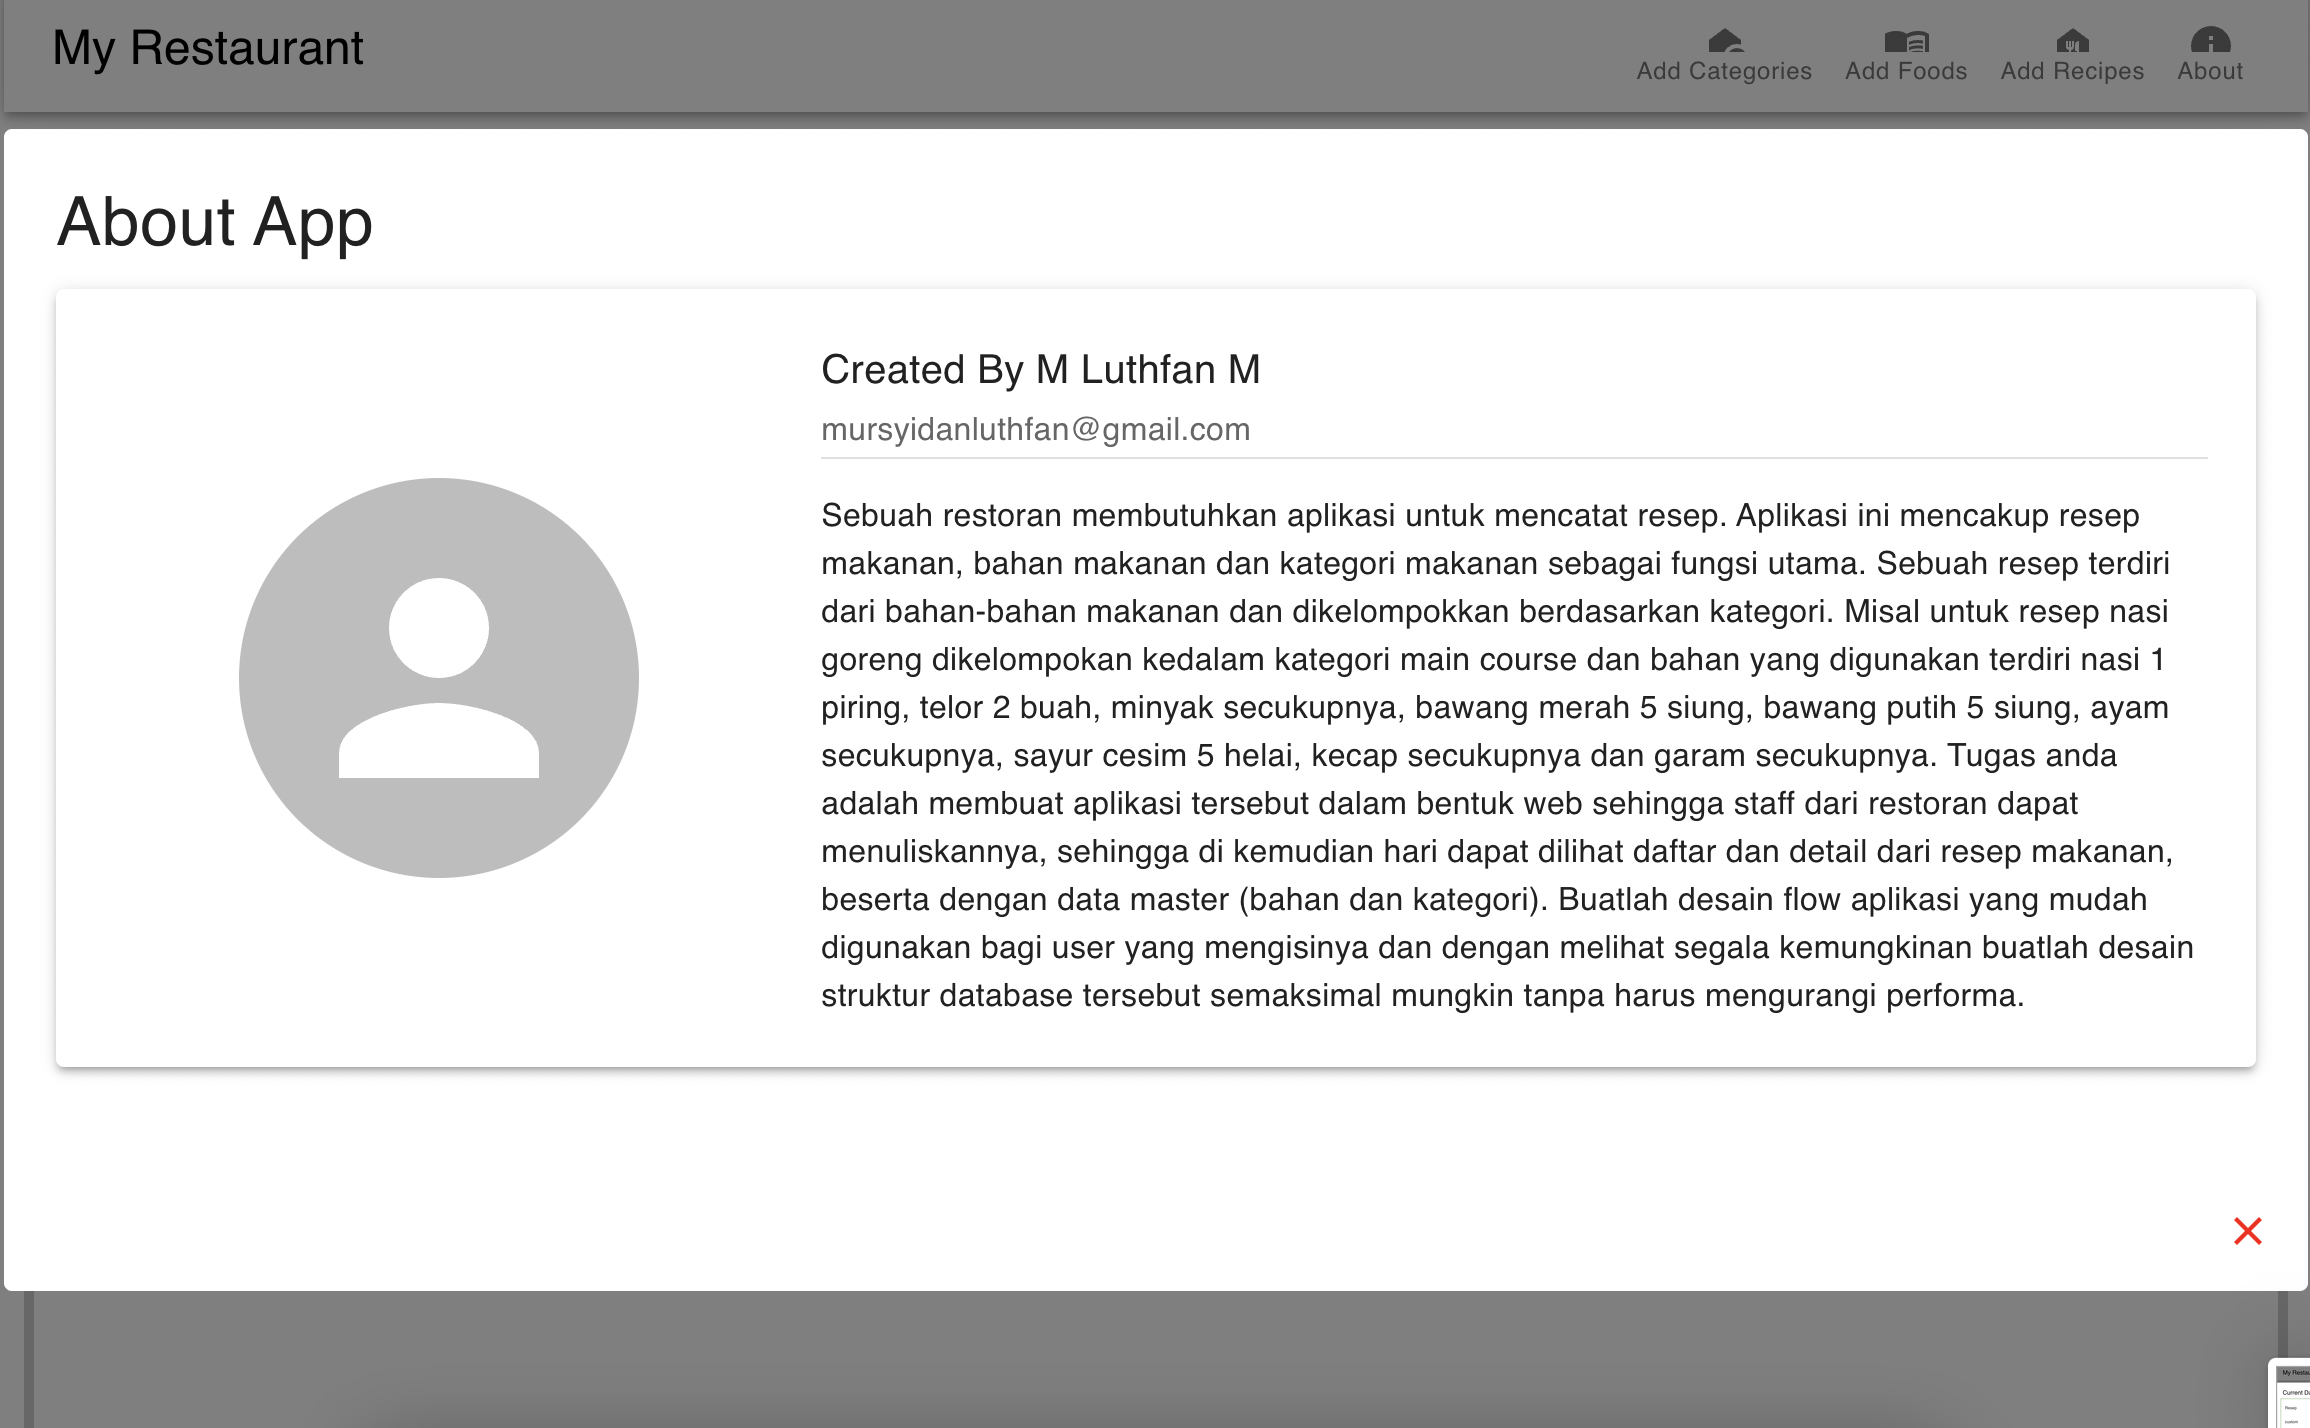 My Restaurant
Add Categories
Add Foods
Add Recipes
About
About App
Created By M Luthfan M
mursyidanluthfan@gmail.com
Sebuah restoran membutuhkan aplikasi untuk mencatat resep. Aplikasi ini mencakup resep
makanan, bahan makanan dan kategori makanan sebagai fungsi utama. Sebuah resep terdiri
dari bahan-bahan makanan dan dikelompokkan berdasarkan kategori. Misal untuk resep nasi
goreng dikelompokan kedalam kategori main course dan bahan yang digunakan terdiri nasi 1
piring, telor 2 buah, minyak secukupnya, bawang merah 5 siung, bawang putih 5 siung, ayam
secukupnya, sayur cesim 5 helai, kecap secukupnya dan garam secukupnya. Tugas anda
adalah membuat aplikasi tersebut dalam bentuk web sehingga staff dari restoran dapat
menuliskannya, sehingga di kemudian hari dapat dilihat daftar dan detail dari resep makanan,
beserta dengan data master (bahan dan kategori). Buatlah desain flow aplikasi yang mudah
digunakan bagi user yang mengisinya dan dengan melihat segala kemungkinan buatlah desain
struktur database tersebut semaksimal mungkin tanpa harus mengurangi performa.